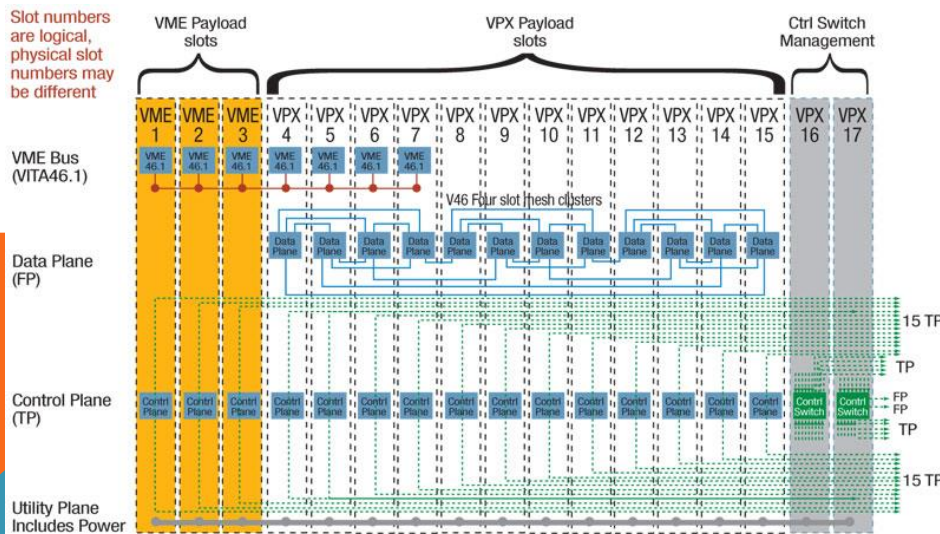 Slot numbers
are logical,
physical slot
numbers may
be different
VME Payload
slots
VPX Payload
slots
Ctrl Switch
Management
VME
1
VME
2
VME
3
VPX
4
VPX
5
VPX
6
VPX
7
VPX
8
VPX
9
VPX
10
VPX
11
VPX
12
VPX
13
VPX
14
VPX
15
VPX
16
VPX
17
VME Bus
(VITA46.1)
VME
46.1
VME
46.1
VME
46.1
VME
46.1
VME
46.1
VME
46.1
VME
46.1
V46 Four slot mesh clusters
Data Plane
(FP)
Data
Plane
Data
Plane
Data
Plane
Data
Plane
Data
Plane
Data
Plane
Data
Plane
Data
Plane
Data
Plane
Data
Plane
Data
Plane
Data
Plane
15 TP
TP
Control Plane
(TP)
Contrl
Plane
Contrl
Plane
Contrl
Plane
Contrl
Plane
Contrl
Plane
Contrl
Plane
Contrl
Plane
Contrl
Plane
Contrl
Plane
Contrl
Plane
Contrl
Plane
Contrl
Plane
Contrl
Plane
Contrl
Plane
Contrl
Plane
Contrl
Switch
Contrl
Switch
FP
FP
TP
15 TP
Utility Plane
Includes Power